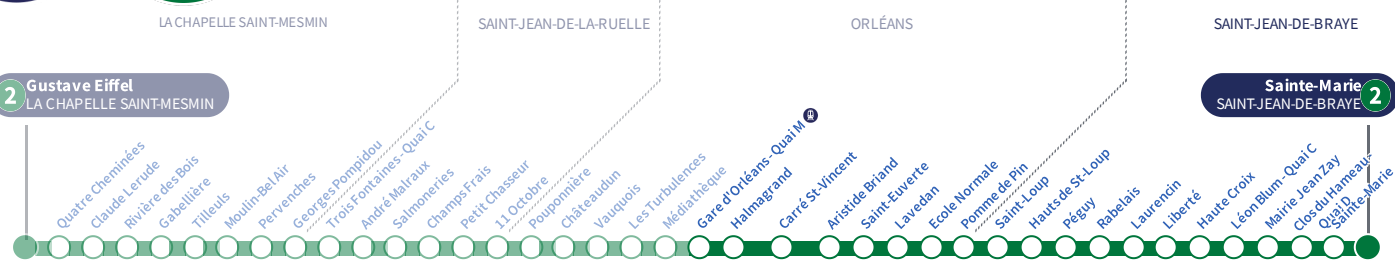 LA CHAPELLE SAINT-MESMIN
SAINT-JEAN-DE-LA-RUELLE
ORLÉANS
SAINT-JEAN-DE-BRAYE
2
Gustave Eiffel
LA CHAPELLE SAINT-MESMIN
Sainte-Marie
SAINT-JEAN-DE-BRAYE
2
Quatre Cheminées
Claude Lerude
Rivière des Bois
Gabellière
Tilleuls
Moulin-Bel Air
Pervenches
Georges Pompidou
Trois Fontaines - Quai C
André Malraux
Salmoneries
Champs Frais
Petit Chasseur
11 Octobre
Pouponnière
Châteaudun
Vauquois
Les Turbulences
Médiathèque
Gare d'Orléans - Quai M
Halmagrand
Carré St-Vincent
Aristide Briand
Saint-Euverte
Lavedan
Ecole Normale
Pomme de Pin
Saint-Loup
Hauts de St-Loup
Péguy
Rabelais
Laurencin
Liberté
Haute Croix
Léon Blum - Quai C
Mairie Jean Zay
Clos du Hameau -
Quai D
Sainte-Marie